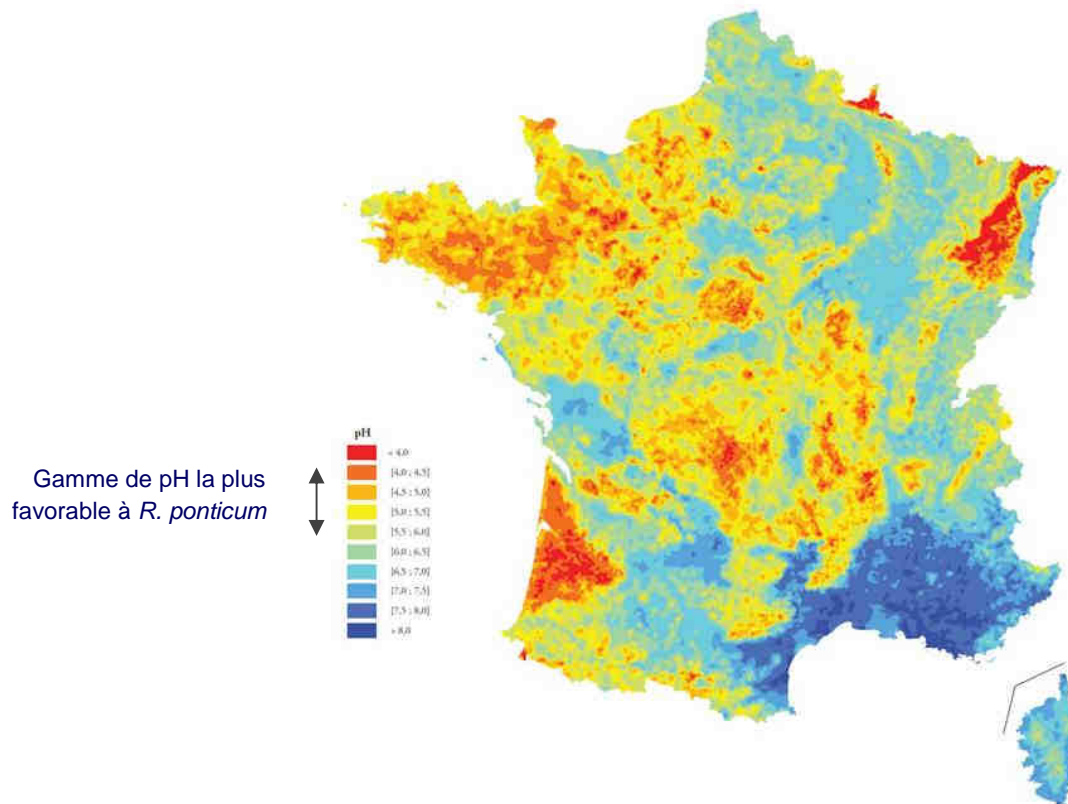 Gamme de pH la plus
favorable à R. ponticum
pH
< 4,0
[4,0 ; 4,5[
[4,5 ; 5,0[
[5,0 ; 5,5[
[5,5 ; 6,0[
[6,0 ; 6,5[
[6,5 ; 7,0[
[7,0 ; 7,5[
[7,5 ; 8,0[
> 8,0